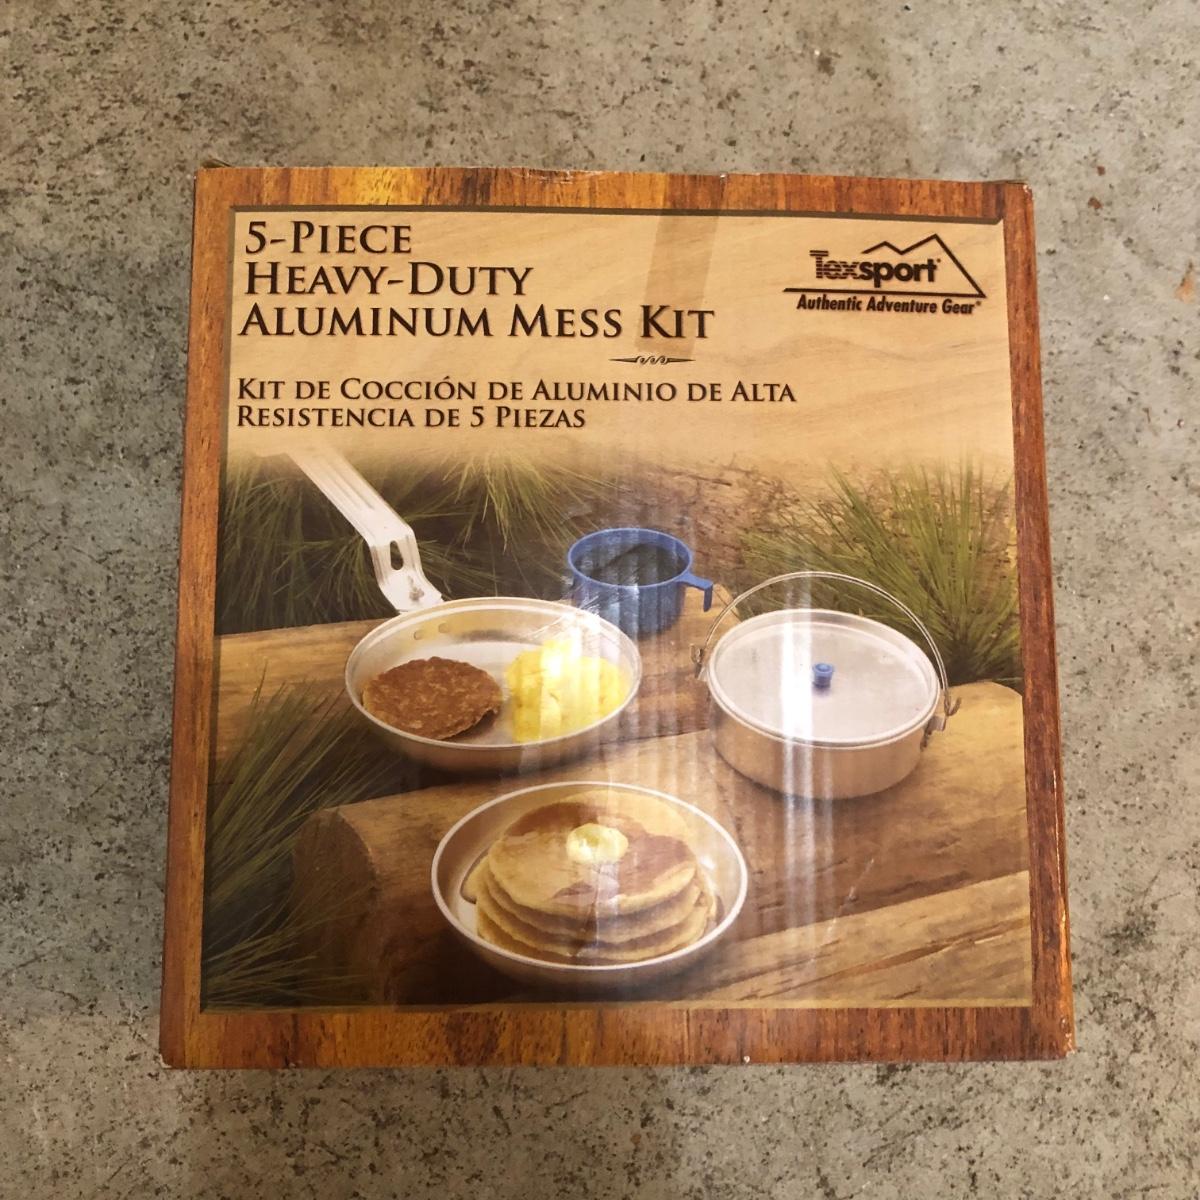 5-Piece
Heavy-Duty
Aluminum Mess Kit
Texsport®
Authentic Adventure Gear®
Kit de Cocción de Aluminio de Alta
Resistencia de 5 Piezas